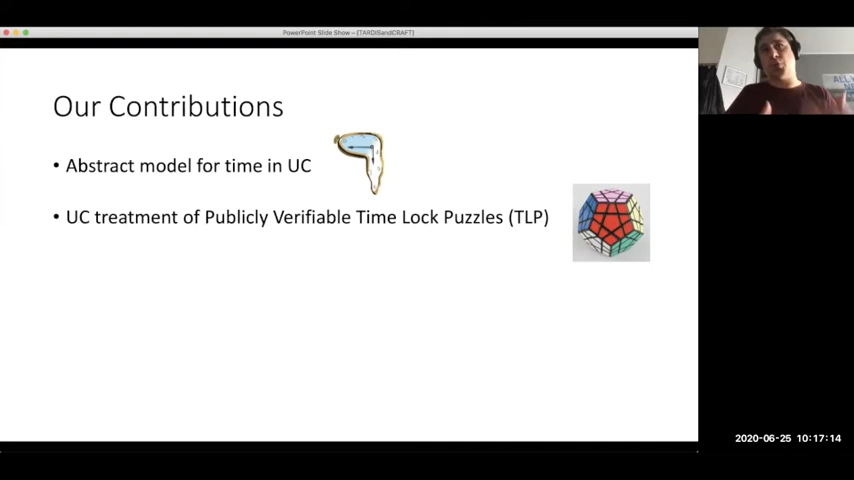 PowerPoint Slide Show – [TARDISandCRAFT]
Our Contributions
• Abstract model for time in UC
• UC treatment of Publicly Verifiable Time Lock Puzzles (TLP)
2020-06-25 10:17:14